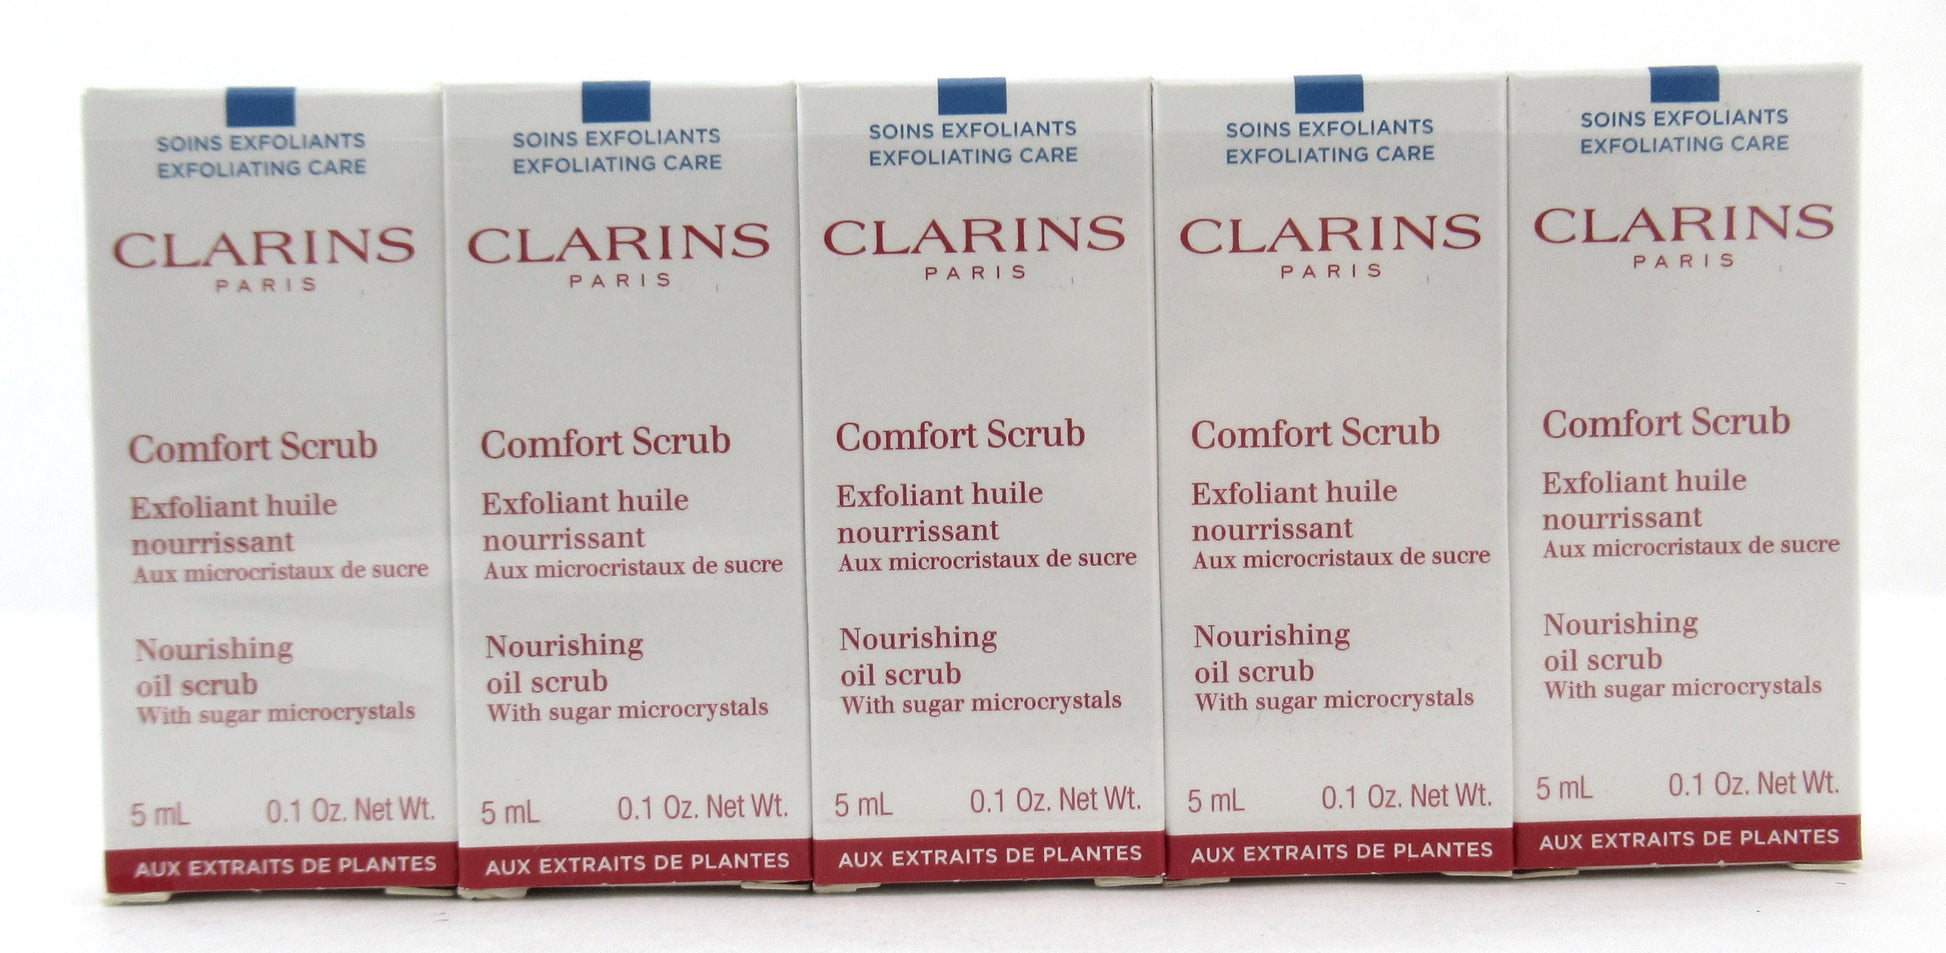 SOINS EXFOLIANTS
EXFOLIATING CARE
CLARINS
PARIS
Comfort Scrub
Exfoliant huile
nourrissant
Aux microcristaux de sucre
Nourishing
oil scrub
With sugar microcrystals
5 mL 0.1 Oz. Net Wt.
AUX EXTRAITS DE PLANTES
SOINS EXFOLIANTS
EXFOLIATING CARE
CLARINS
PARIS
Comfort Scrub
Exfoliant huile
nourrissant
Aux microcristaux de sucre
Nourishing
oil scrub
With sugar microcrystals
5 mL 0.1 Oz. Net Wt.
AUX EXTRAITS DE PLANTES
SOINS EXFOLIANTS
EXFOLIATING CARE
CLARINS
PARIS
Comfort Scrub
Exfoliant huile
nourrissant
Aux microcristaux de sucre
Nourishing
oil scrub
With sugar microcrystals
5 mL 0.1 Oz. Net Wt.
AUX EXTRAITS DE PLANTES
SOINS EXFOLIANTS
EXFOLIATING CARE
CLARINS
PARIS
Comfort Scrub
Exfoliant huile
nourrissant
Aux microcristaux de sucre
Nourishing
oil scrub
With sugar microcrystals
5 mL 0.1 Oz. Net Wt.
AUX EXTRAITS DE PLANTES
SOINS EXFOLIANTS
EXFOLIATING CARE
CLARINS
PARIS
Comfort Scrub
Exfoliant huile
nourrissant
Aux microcristaux de sucre
Nourishing
oil scrub
With sugar microcrystals
5 mL 0.1 Oz. Net Wt.
AUX EXTRAITS DE PLANTES